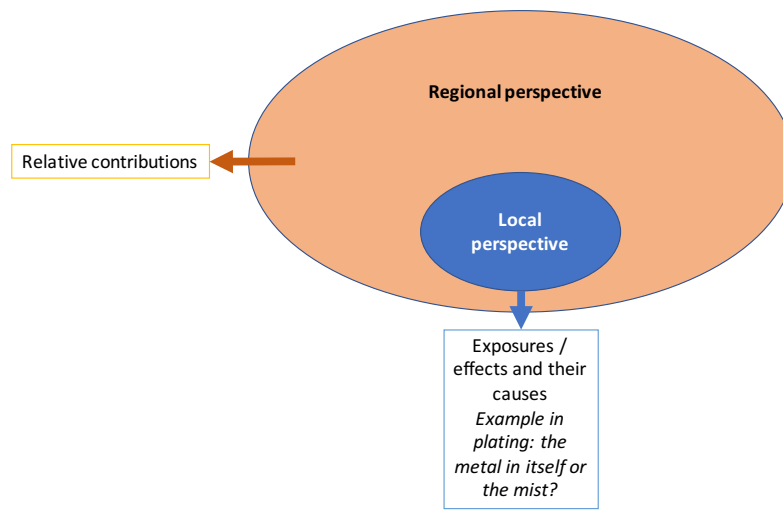 Regional perspective
Relative contributions
Local
perspective
Exposures /
effects and their
causes
Example in
plating: the
metal in itself or
the mist?